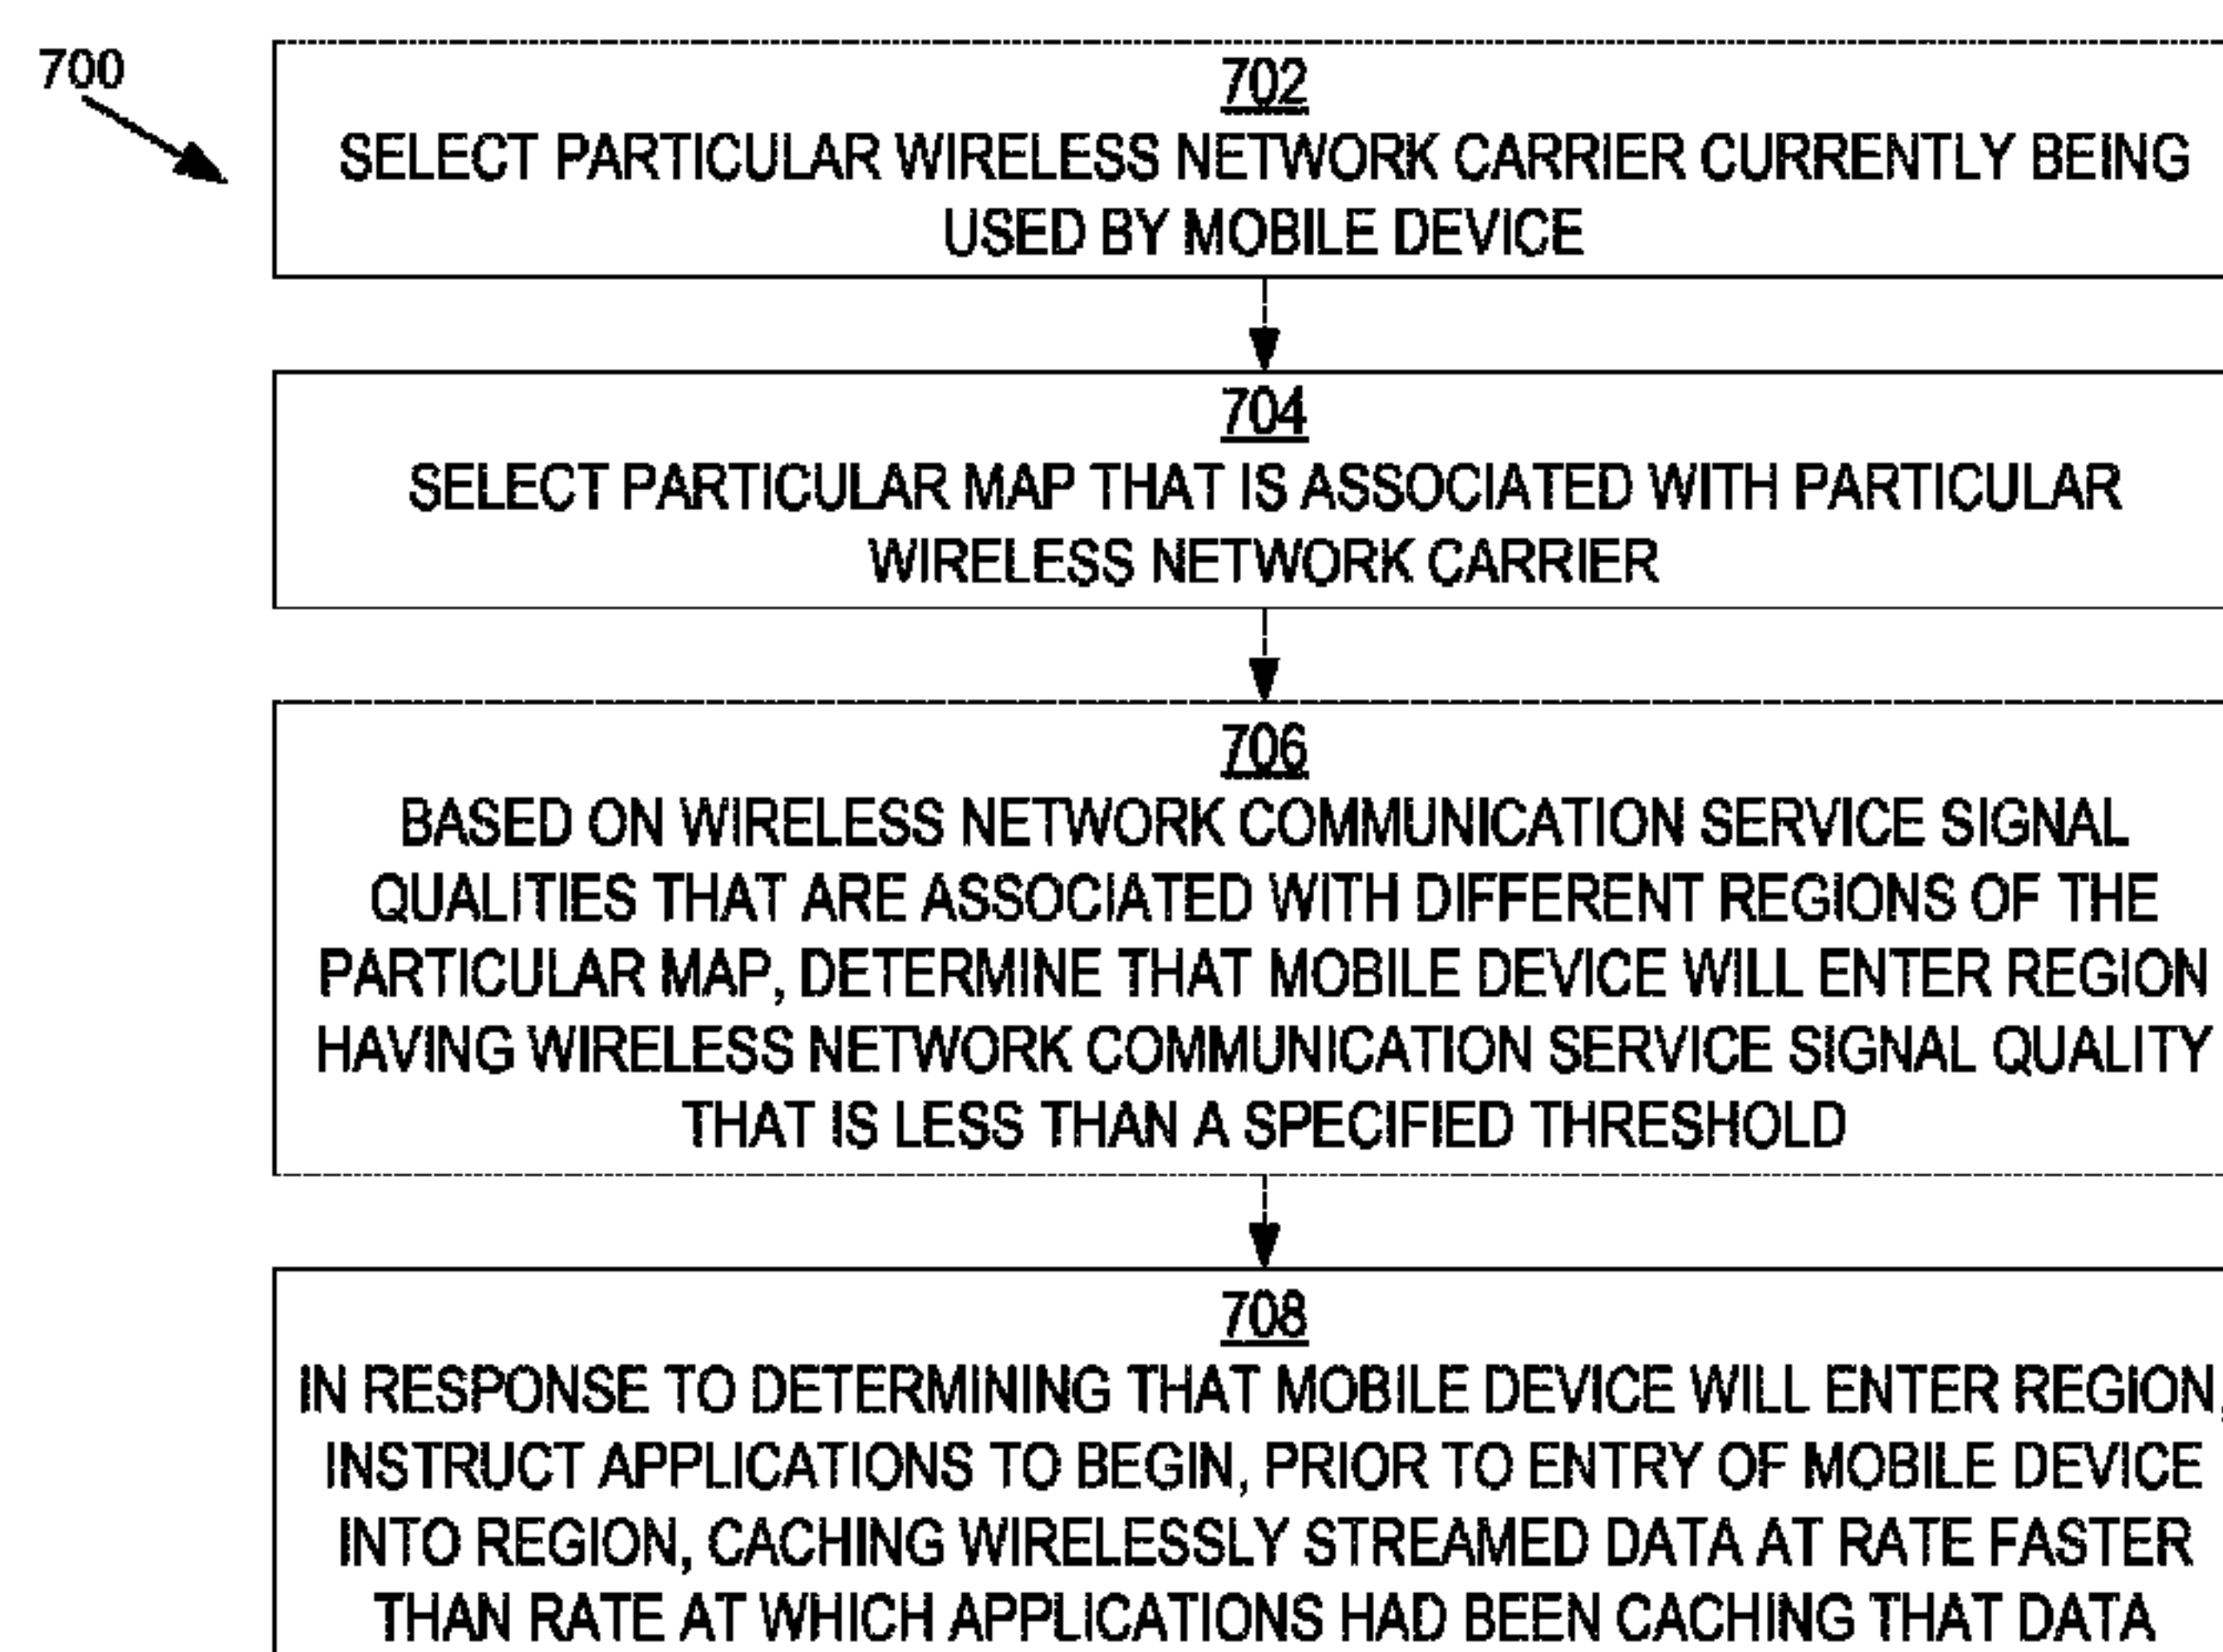 700
702
SELECT PARTICULAR WIRELESS NETWORK CARRIER CURRENTLY BEING
USED BY MOBILE DEVICE
704
SELECT PARTICULAR MAP THAT IS ASSOCIATED WITH PARTICULAR
WIRELESS NETWORK CARRIER
706
BASED ON WIRELESS NETWORK COMMUNICATION SERVICE SIGNAL
QUALITIES THAT ARE ASSOCIATED WITH DIFFERENT REGIONS OF THE
PARTICULAR MAP, DETERMINE THAT MOBILE DEVICE WILL ENTER REGION
HAVING WIRELESS NETWORK COMMUNICATION SERVICE SIGNAL QUALITY
THAT IS LESS THAN A SPECIFIED THRESHOLD
708
IN RESPONSE TO DETERMINING THAT MOBILE DEVICE WILL ENTER REGION,
INSTRUCT APPLICATIONS TO BEGIN, PRIOR TO ENTRY OF MOBILE DEVICE
INTO REGION, CACHING WIRELESSLY STREAMED DATA AT RATE FASTER
THAN RATE AT WHICH APPLICATIONS HAD BEEN CACHING THAT DATA